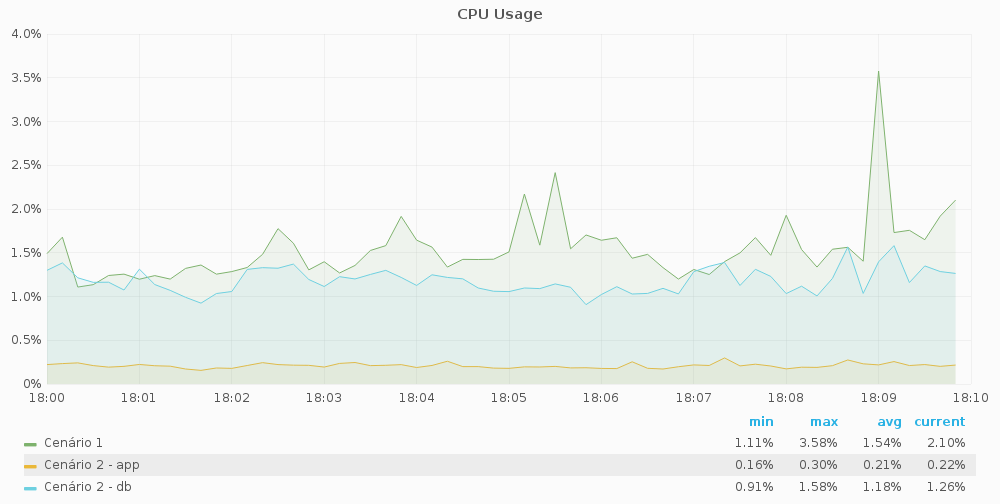 CPU Usage
4.0%
3.5%
3.0%
2.5%
2.0%
1.5%
1.0%
0.5%
0%
18:00 18:01 18:02 18:03 18:04 18:05 18:06 18:07 18:08 18:09 18:10
min max avg current
Cenário 1 1.11% 3.58% 1.54% 2.10%
Cenário 2 - app 0.16% 0.30% 0.21% 0.22%
Cenário 2 - db 0.91% 1.58% 1.18% 1.26%